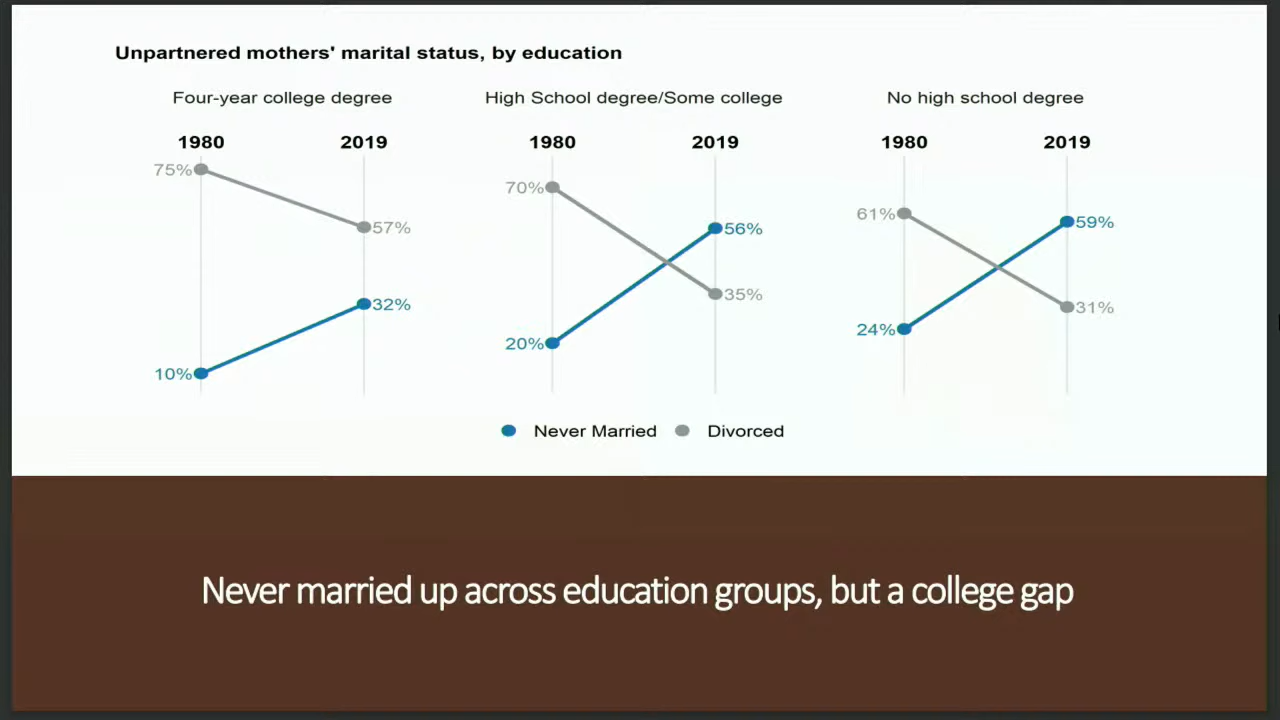 Unpartnered mothers' marital status, by education
Four-year college degree
High School degree/Some college
No high school degree
1980 2019
1980 2019
1980 2019
75%
57%
32%
10%
70%
56%
35%
20%
61%
59%
31%
24%
Never Married Divorced
Never married up across education groups, but a college gap